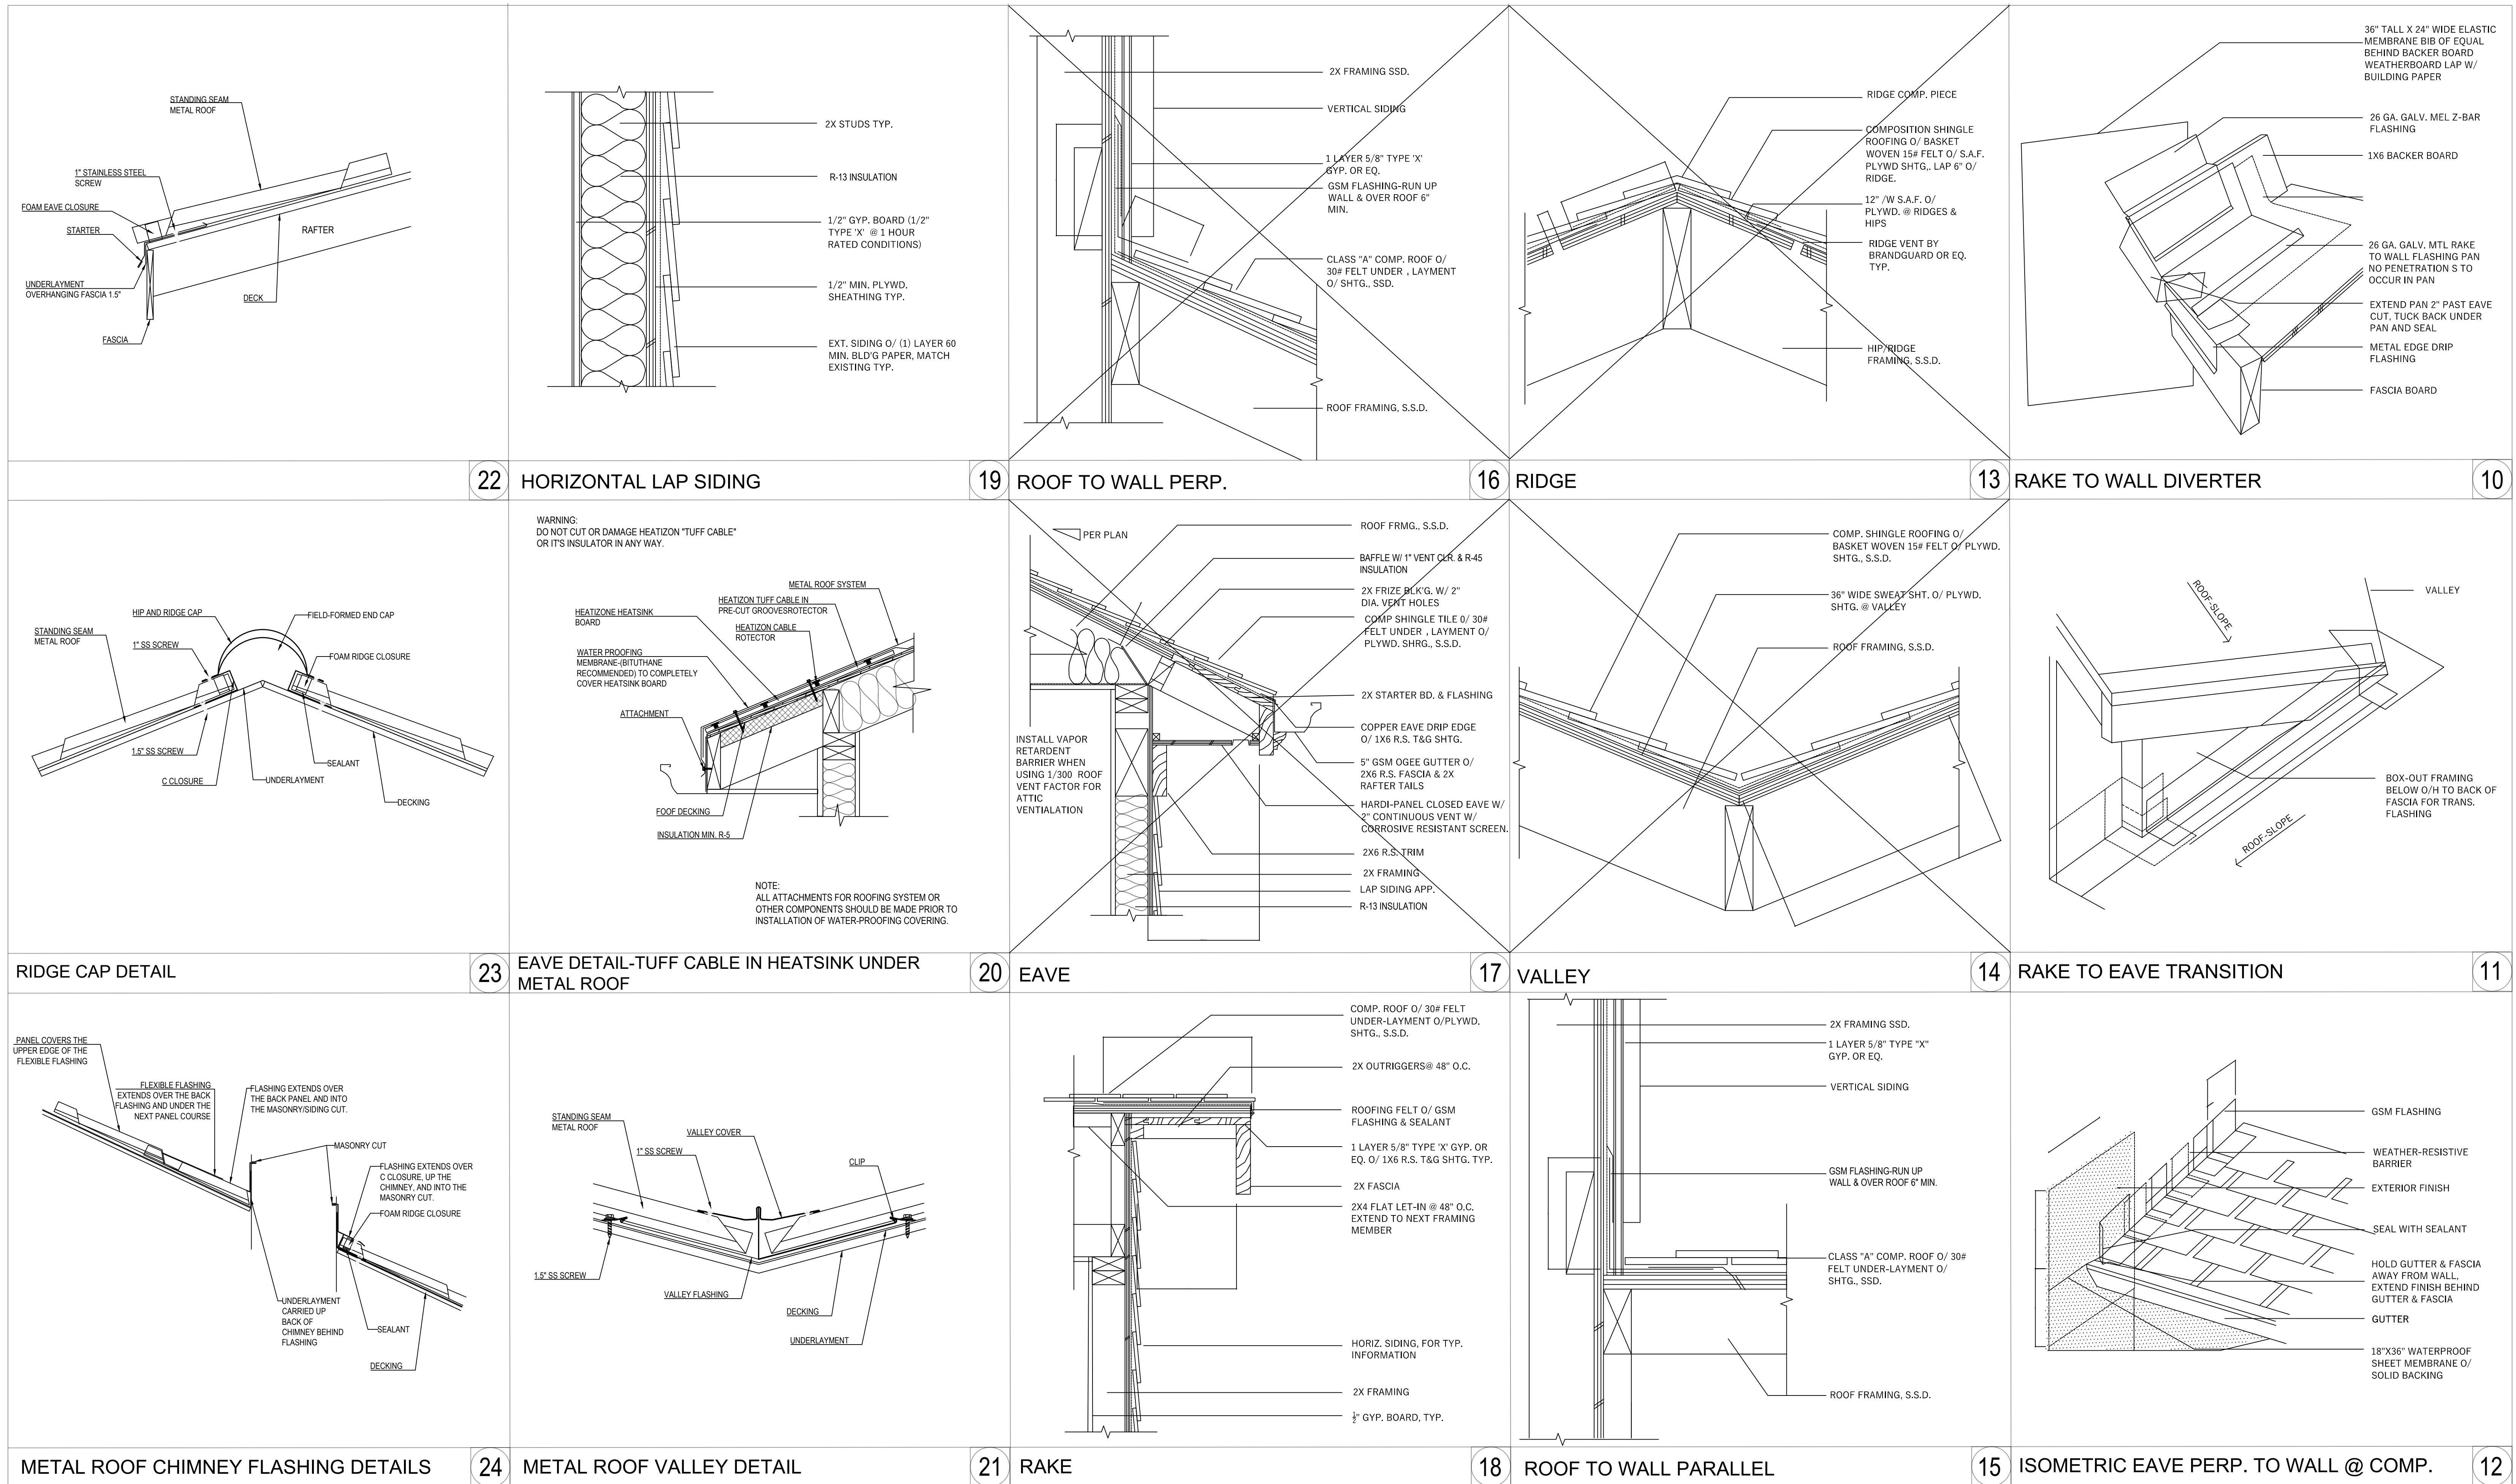 STANDING SEAM
METAL ROOF
1" STAINLESS STEEL
SCREW
FOAM EAVE CLOSURE
STARTER
RAFTER
UNDERLAYMENT
OVERHANGING FASCIA 1.5"
DECK
FASCIA
22
2X STUDS TYP.
R-13 INSULATION
1/2" GYP. BOARD (1/2"
TYPE 'X' @ 1 HOUR
RATED CONDITIONS)
1/2" MIN. PLYWD.
SHEATHING TYP.
EXT. SIDING O/ (1) LAYER 60
MIN. BLD'G PAPER, MATCH
EXISTING TYP.
HORIZONTAL LAP SIDING
19
2X FRAMING SSD.
VERTICAL SIDING
1 LAYER 5/8" TYPE 'X'
GYP. OR EQ.
GSM FLASHING-RUN UP
WALL & OVER ROOF 6"
MIN.
CLASS "A" COMP. ROOF O/
30# FELT UNDER , LAYMENT
O/ SHTG., SSD.
ROOF FRAMING, S.S.D.
ROOF TO WALL PERP.
16
RIDGE COMP. PIECE
COMPOSITION SHINGLE
ROOFING O/ BASKET
WOVEN 15# FELT O/ S.A.F.
PLYWD SHTG,. LAP 6" O/
RIDGE.
12" /W S.A.F. O/
PLYWD. @ RIDGES &
HIPS
RIDGE VENT BY
BRANDGUARD OR EQ.
TYP.
HIP/RIDGE
FRAMING, S.S.D.
RIDGE
13
36" TALL X 24" WIDE ELASTIC
MEMBRANE BIB OF EQUAL
BEHIND BACKER BOARD
WEATHERBOARD LAP W/
BUILDING PAPER
26 GA. GALV. MEL Z-BAR
FLASHING
1X6 BACKER BOARD
26 GA. GALV. MTL RAKE
TO WALL FLASHING PAN
NO PENETRATION S TO
OCCUR IN PAN
EXTEND PAN 2" PAST EAVE
CUT, TUCK BACK UNDER
PAN AND SEAL
METAL EDGE DRIP
FLASHING
FASCIA BOARD
RAKE TO WALL DIVERTER
10
HIP AND RIDGE CAP
FIELD-FORMED END CAP
STANDING SEAM
METAL ROOF
1" SS SCREW
FOAM RIDGE CLOSURE
1.5" SS SCREW
SEALANT
C CLOSURE
UNDERLAYMENT
DECKING
RIDGE CAP DETAIL
23
WARNING:
DO NOT CUT OR DAMAGE HEATIZON "TUFF CABLE"
OR IT'S INSULATOR IN ANY WAY.
METAL ROOF SYSTEM
HEATIZON TUFF CABLE IN
PRE-CUT GROOVESROTECTOR
HEATIZONE HEATSINK
BOARD
HEATIZON CABLE
ROTECTOR
WATER PROOFING
MEMBRANE-(BITUTHANE
RECOMMENDED) TO COMPLETELY
COVER HEATSINK BOARD
ATTACHMENT
FOOF DECKING
INSULATION MIN. R-5
NOTE:
ALL ATTACHMENTS FOR ROOFING SYSTEM OR
OTHER COMPONENTS SHOULD BE MADE PRIOR TO
INSTALLATION OF WATER-PROOFING COVERING.
EAVE DETAIL-TUFF CABLE IN HEATSINK UNDER
METAL ROOF
20
PER PLAN
ROOF FRMG., S.S.D.
BAFFLE W/ 1" VENT CLR. & R-45
INSULATION
2X FRIZE BLK'G. W/ 2"
DIA. VENT HOLES
COMP SHINGLE TILE 0/ 30#
FELT UNDER , LAYMENT O/
PLYWD. SHRG., S.S.D.
2X STARTER BD. & FLASHING
COPPER EAVE DRIP EDGE
O/ 1X6 R.S. T&G SHTG.
INSTALL VAPOR
RETARDENT
BARRIER WHEN
USING 1/300 ROOF
VENT FACTOR FOR
ATTIC
VENTIALATION
5" GSM OGEE GUTTER O/
2X6 R.S. FASCIA & 2X
RAFTER TAILS
HARDI-PANEL CLOSED EAVE W/
2" CONTINUOUS VENT W/
CORROSIVE RESISTANT SCREEN.
2X6 R.S. TRIM
2X FRAMING
LAP SIDING APP.
R-13 INSULATION
EAVE
17
COMP. SHINGLE ROOFING O/
BASKET WOVEN 15# FELT O/ PLYWD.
SHTG., S.S.D.
36" WIDE SWEAT SHT. O/ PLYWD.
SHTG. @ VALLEY
ROOF FRAMING, S.S.D.
VALLEY
14
ROOF-SLOPE
VALLEY
BOX-OUT FRAMING
BELOW O/H TO BACK OF
FASCIA FOR TRANS.
FLASHING
ROOF-SLOPE
RAKE TO EAVE TRANSITION
11
PANEL COVERS THE
UPPER EDGE OF THE
FLEXIBLE FLASHING
FLEXIBLE FLASHING
EXTENDS OVER THE BACK
FLASHING AND UNDER THE
NEXT PANEL COURSE
FLASHING EXTENDS OVER
THE BACK PANEL AND INTO
THE MASONRY/SIDING CUT.
MASONRY CUT
FLASHING EXTENDS OVER
C CLOSURE, UP THE
CHIMNEY, AND INTO THE
MASONRY CUT.
FOAM RIDGE CLOSURE
UNDERLAYMENT
CARRIED UP
BACK OF
CHIMNEY BEHIND
FLASHING
SEALANT
DECKING
METAL ROOF CHIMNEY FLASHING DETAILS
24
STANDING SEAM
METAL ROOF
VALLEY COVER
1" SS SCREW
CLIP
1.5" SS SCREW
VALLEY FLASHING
DECKING
UNDERLAYMENT
METAL ROOF VALLEY DETAIL
21
COMP. ROOF O/ 30# FELT
UNDER-LAYMENT O/PLYWD.
SHTG., S.S.D.
2X OUTRIGGERS@ 48" O.C.
ROOFING FELT O/ GSM
FLASHING & SEALANT
1 LAYER 5/8" TYPE 'X' GYP. OR
EQ. O/ 1X6 R.S. T&G SHTG. TYP.
2X FASCIA
2X4 FLAT LET-IN @ 48" O.C.
EXTEND TO NEXT FRAMING
MEMBER
HORIZ. SIDING, FOR TYP.
INFORMATION
2X FRAMING
½" GYP. BOARD, TYP.
RAKE
18
2X FRAMING SSD.
1 LAYER 5/8" TYPE "X"
GYP. OR EQ.
VERTICAL SIDING
GSM FLASHING-RUN UP
WALL & OVER ROOF 6" MIN.
CLASS "A" COMP. ROOF O/ 30#
FELT UNDER-LAYMENT O/
SHTG., SSD.
ROOF FRAMING, S.S.D.
ROOF TO WALL PARALLEL
15
GSM FLASHING
WEATHER-RESISTIVE
BARRIER
EXTERIOR FINISH
SEAL WITH SEALANT
HOLD GUTTER & FASCIA
AWAY FROM WALL,
EXTEND FINISH BEHIND
GUTTER & FASCIA
GUTTER
18"X36" WATERPROOF
SHEET MEMBRANE O/
SOLID BACKING
ISOMETRIC EAVE PERP. TO WALL @ COMP.
12